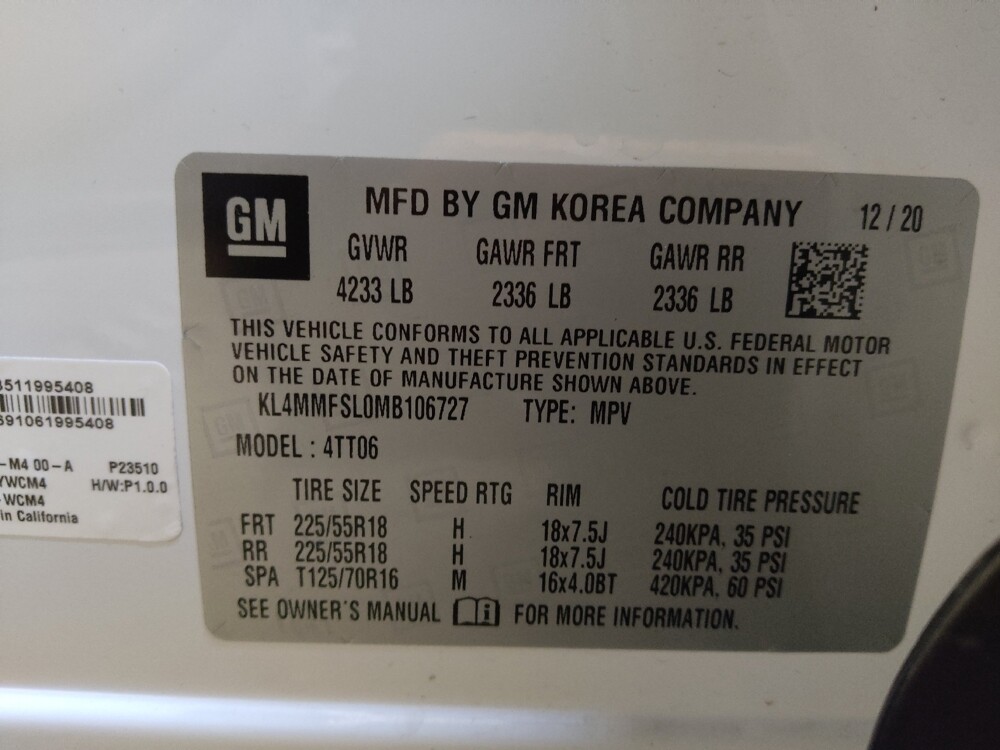 GM
MFD BY GM KOREA COMPANY 12 / 20
GVWR GAWR FRT GAWR RR
4233 LB 2336 LB 2336 LB
THIS VEHICLE CONFORMS TO ALL APPLICABLE U.S. FEDERAL MOTOR
VEHICLE SAFETY AND THEFT PREVENTION STANDARDS IN EFFECT
ON THE DATE OF MANUFACTURE SHOWN ABOVE.
KL4MMFSL0MB106727 TYPE: MPV
MODEL : 4TT06
TIRE SIZE SPEED RTG RIM COLD TIRE PRESSURE
FRT 225/55R18 H 18x7.5J 240KPA, 35 PSI
RR 225/55R18 H 18x7.5J 240KPA, 35 PSI
SPA T125/70R16 M 16x4.0BT 420KPA, 60 PSI
SEE OWNER'S MANUAL FOR MORE INFORMATION.
511995408
91061995408
-M4 00-A P23510
WCM4 H/W:P1.0.0
-WCM4
in California